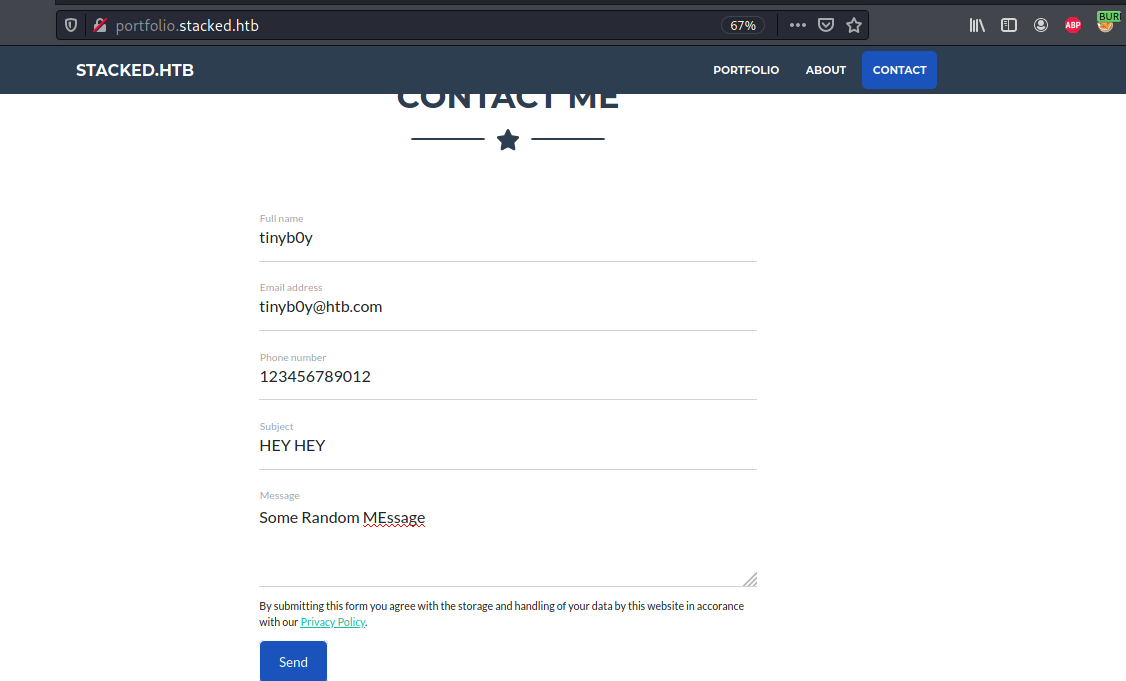 portfolio.stacked.htb
67%
ABP
BUR
STACKED.HTB
PORTFOLIO
ABOUT
CONTACT
CONTACT ME
Full name
tinyb0y
Email address
tinyb0y@htb.com
Phone number
123456789012
Subject
HEY HEY
Message
Some Random MEssage
By submitting this form you agree with the storage and handling of your data by this website in accorance
with our Privacy Policy.
Send